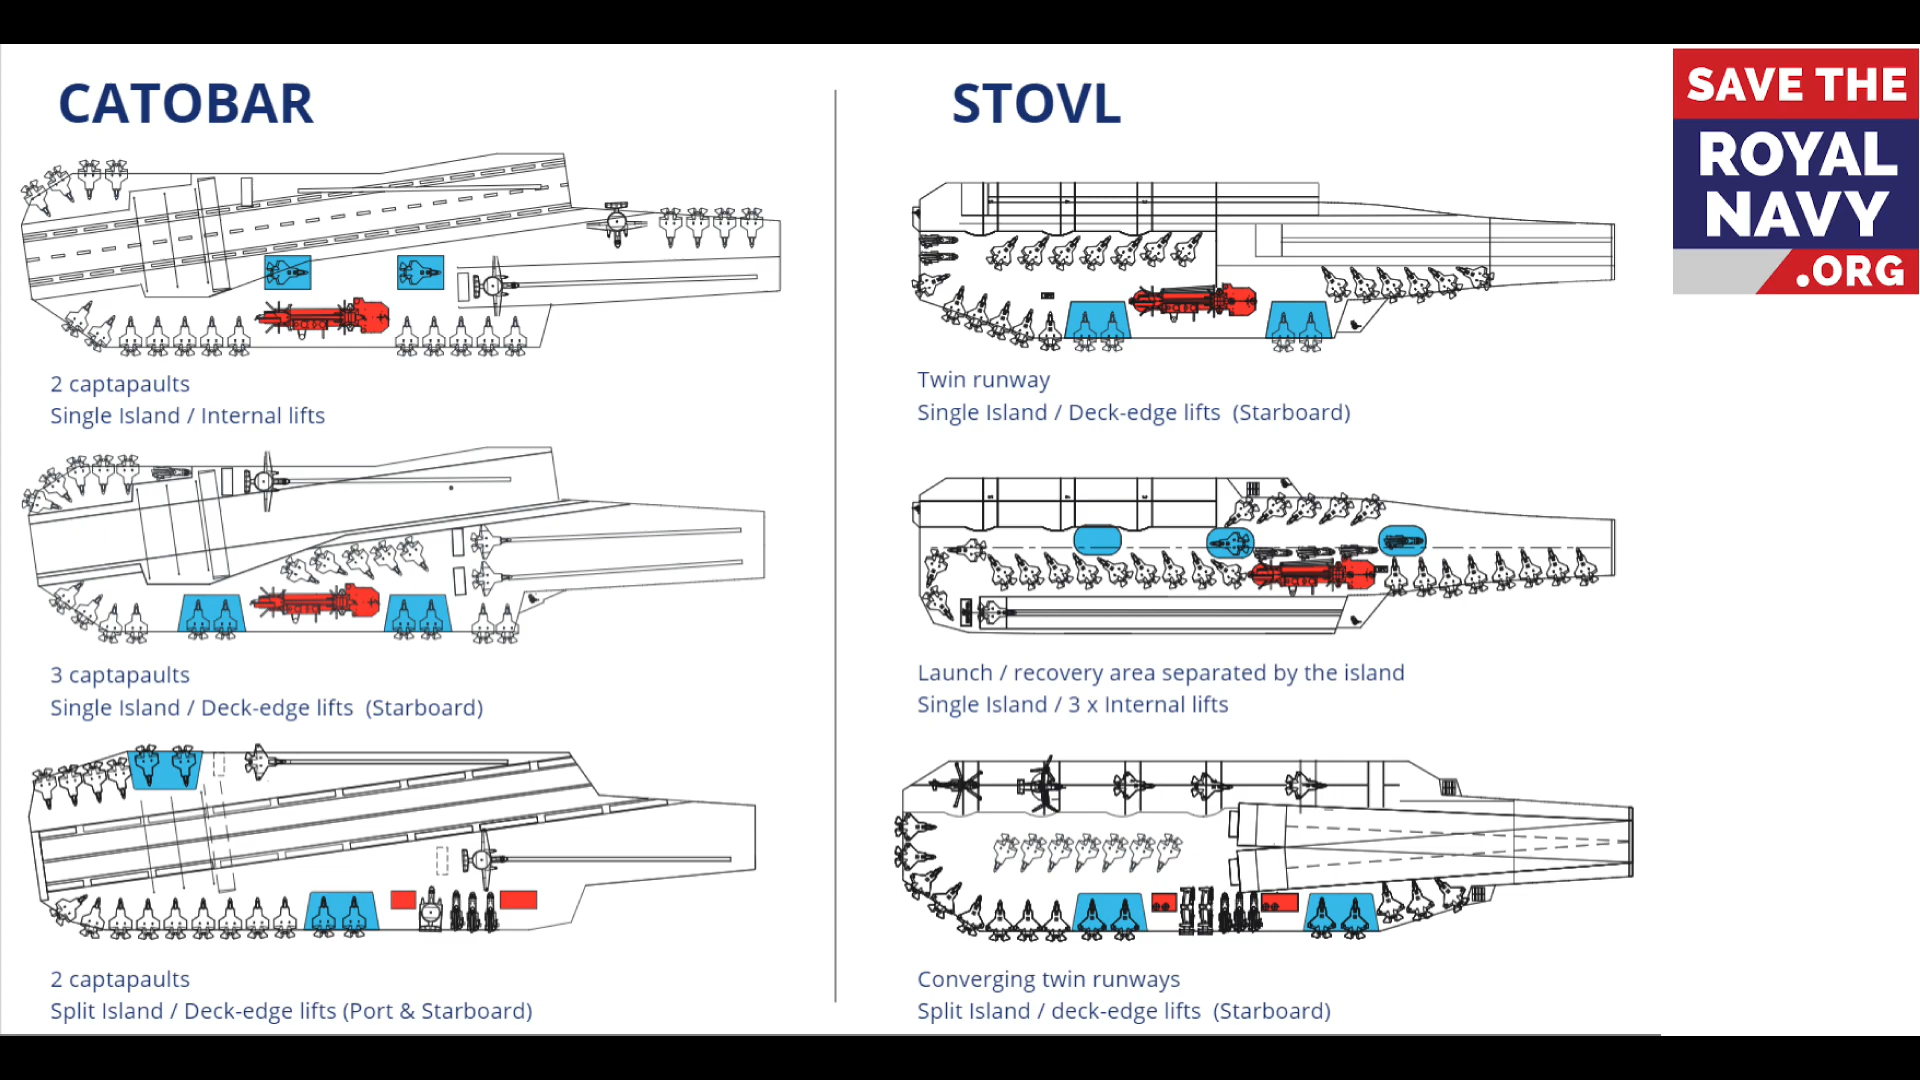 CATOBAR
2 captapaults
Single Island / Internal lifts
3 captapaults
Single Island / Deck-edge lifts (Starboard)
2 captapaults
Split Island / Deck-edge lifts (Port & Starboard)
STOVL
Twin runway
Single Island / Deck-edge lifts (Starboard)
Launch / recovery area separated by the island
Single Island / 3 x Internal lifts
Converging twin runways
Split Island / deck-edge lifts (Starboard)
SAVE THE
ROYAL
NAVY
.ORG